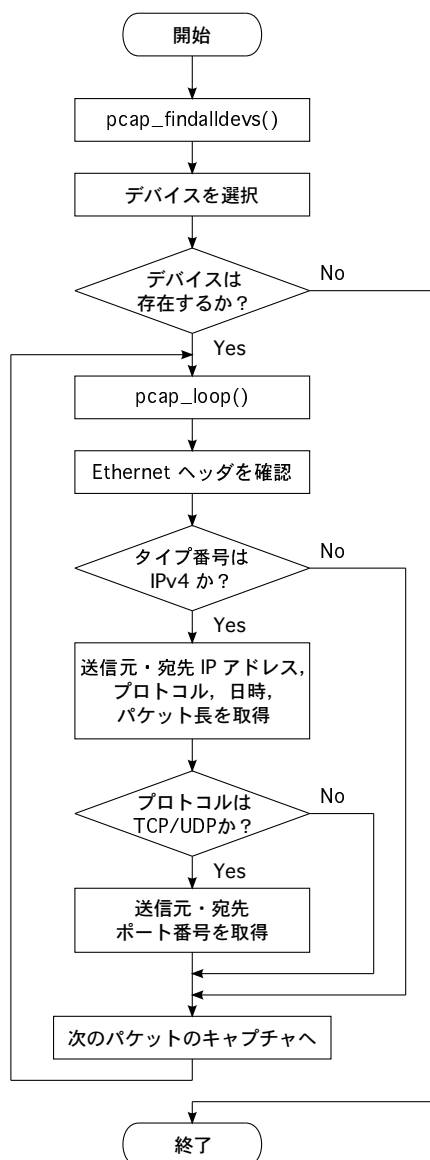 開始
pcap_findalldevs()
デバイスを選択
デバイスは
存在するか？
No
Yes
pcap_loop()
Ethernet ヘッダを確認
タイプ番号は
IPv4 か？
No
Yes
送信元・宛先 IP アドレス，
プロトコル，日時，
パケット長を取得
プロトコルは
TCP/UDPか？
No
Yes
送信元・宛先
ポート番号を取得
次のパケットのキャプチャへ
終了